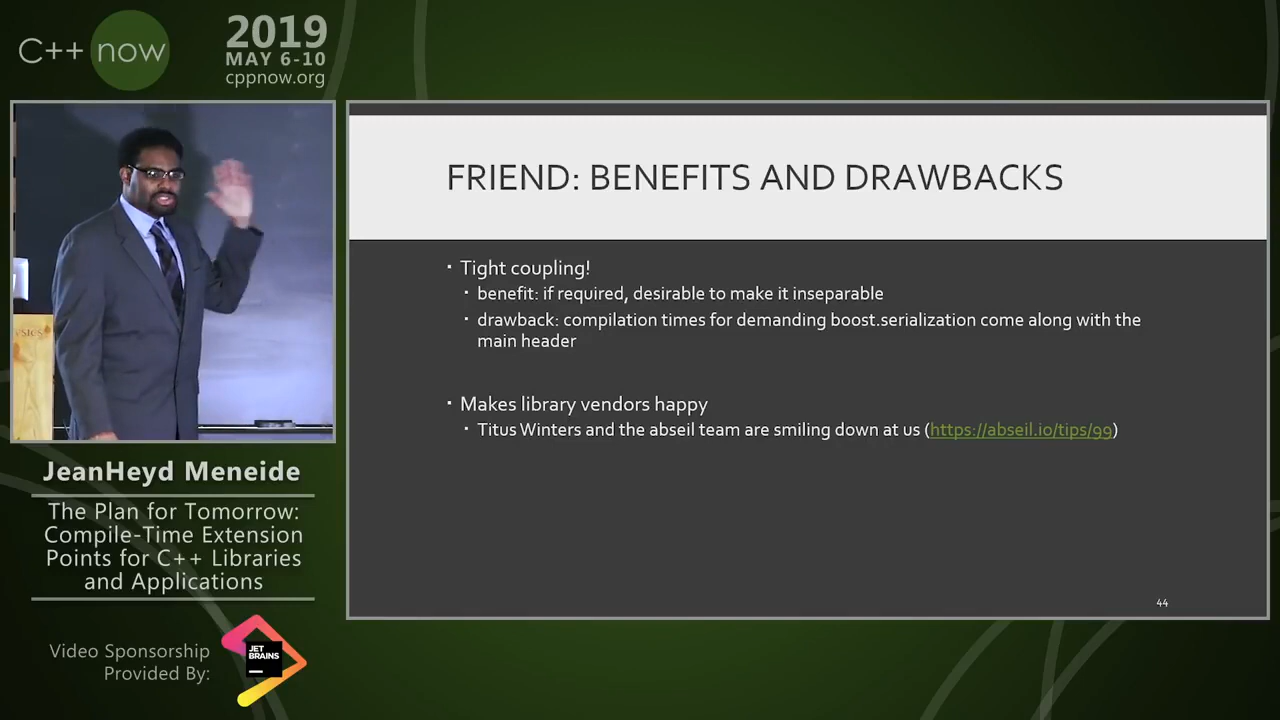 C++ now
2019
MAY 6-10
cppnow.org
FRIEND: BENEFITS AND DRAWBACKS
▪ Tight coupling!
▪ benefit: if required, desirable to make it inseparable
▪ drawback: compilation times for demanding boost.serialization come along with the
main header
▪ Makes library vendors happy
▪ Titus Winters and the abseil team are smiling down at us (https://abseil.io/tips/99)
44
JeanHeyd Meneide
The Plan for Tomorrow:
Compile-Time Extension
Points for C++ Libraries
and Applications
Video Sponsorship
Provided By:
JET
BRAINS